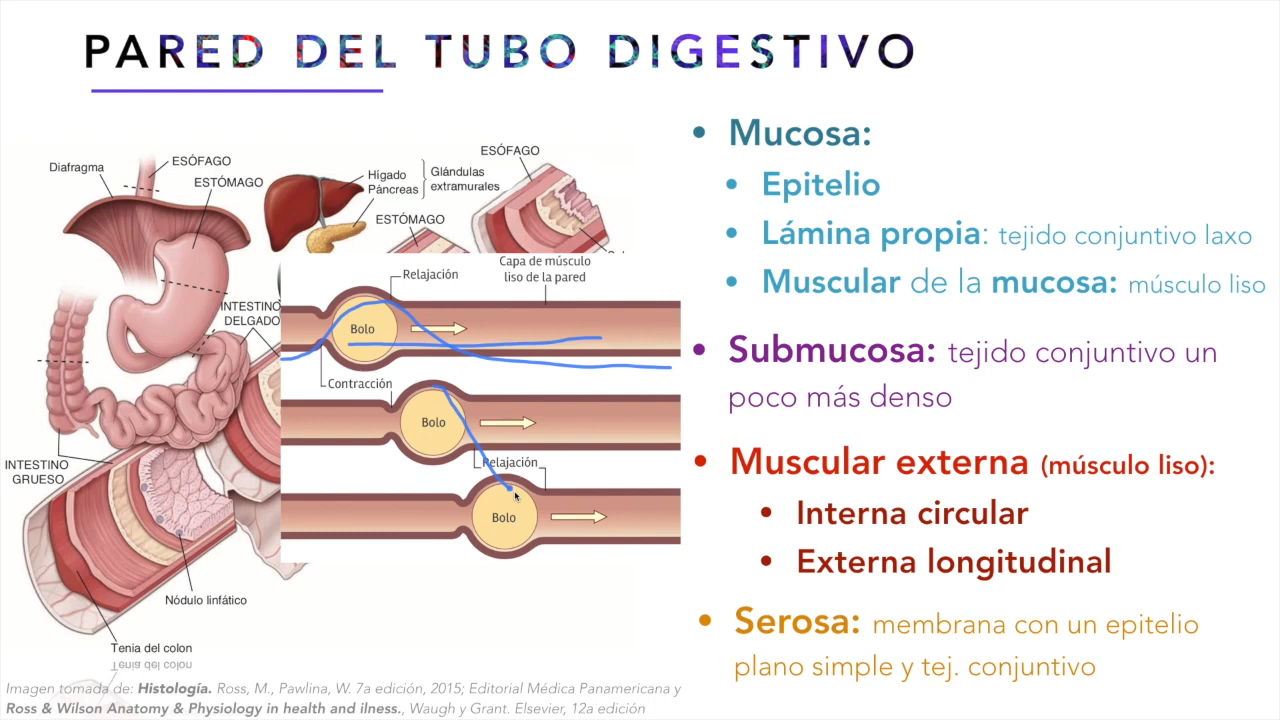 PARED DEL TUBO DIGESTIVO
Diafragma
ESÓFAGO
ESTÓMAGO
Hígado
Páncreas
Glándulas
extramurales
ESÓFAGO
ESTÓMAGO
INTESTINO
DELGADO
INTESTINO
GRUESO
Nódulo linfático
Tenia del colon
Relajación
Capa de músculo
liso de la pared
Bolo
Contracción
Bolo
Relajación
Bolo
• Mucosa:
• Epitelio
• Lámina propia: tejido conjuntivo laxo
• Muscular de la mucosa: músculo liso
• Submucosa: tejido conjuntivo un
poco más denso
• Muscular externa (músculo liso):
• Interna circular
• Externa longitudinal
• Serosa: membrana con un epitelio
plano simple y tej. conjuntivo
Imagen tomada de: Histología. Ross, M., Pawlina, W. 7a edición, 2015; Editorial Médica Panamericana y
Ross & Wilson Anatomy & Physiology in health and ilness., Waugh y Grant. Elsevier, 12a edición